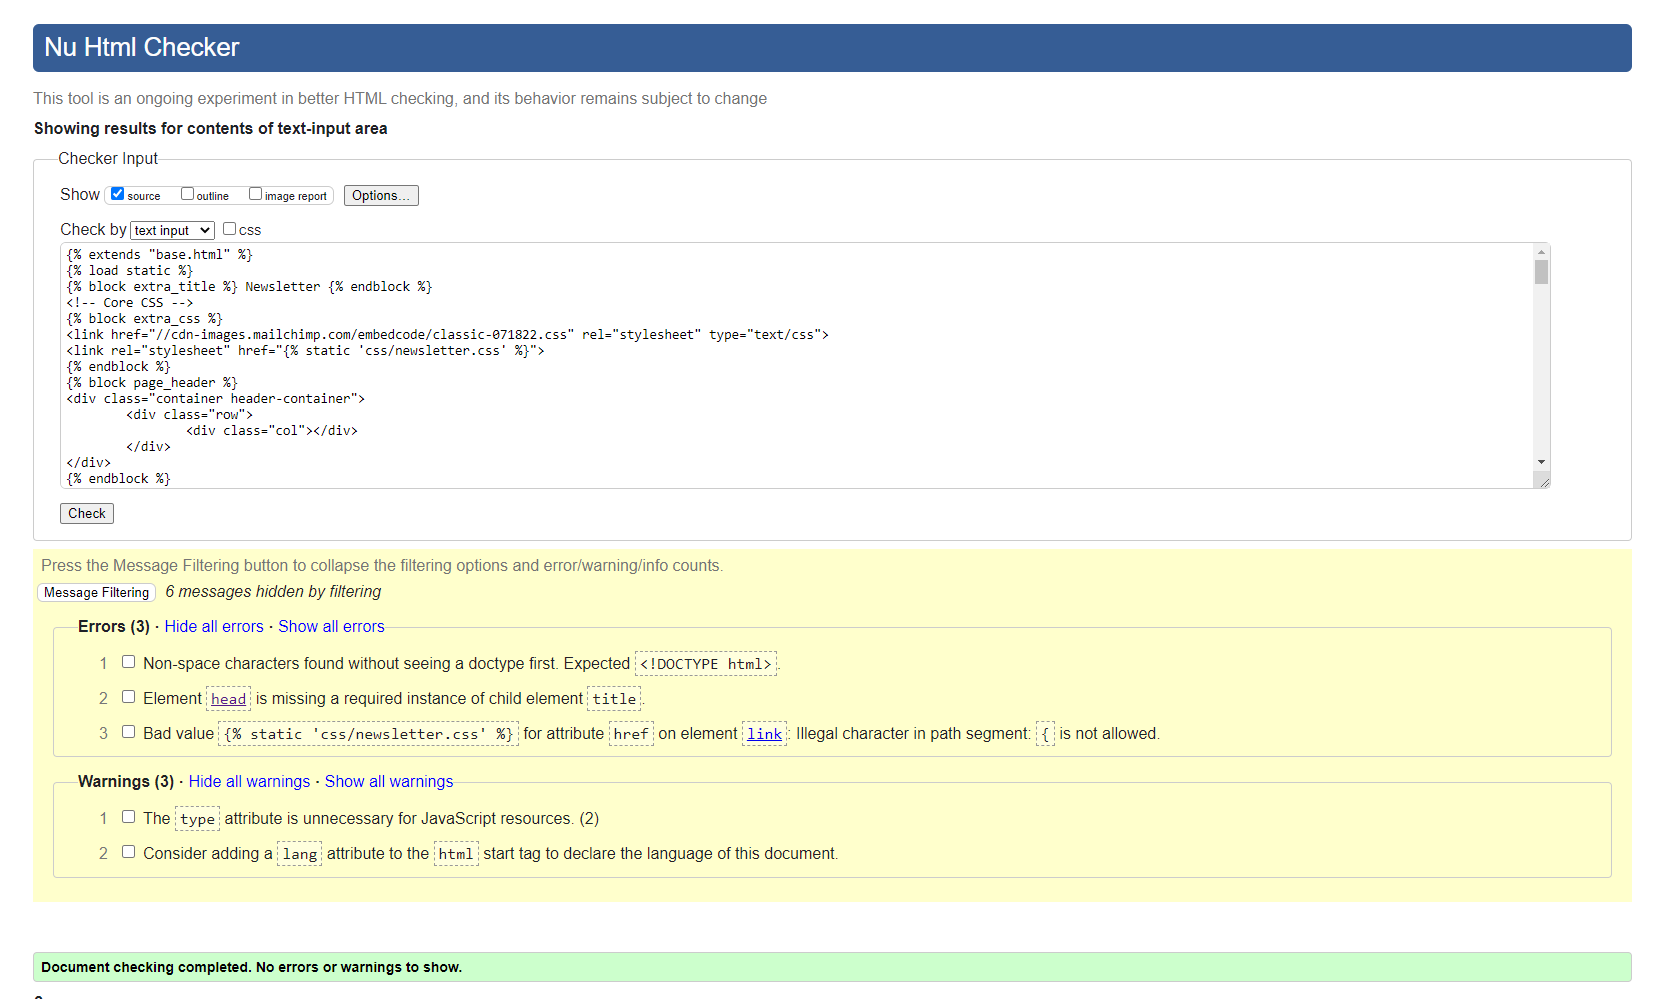 Nu Html Checker
This tool is an ongoing experiment in better HTML checking, and its behavior remains subject to change
Showing results for contents of text-input area
Checker Input
Show source outline image report Options...
Check by text input css
{% extends "base.html" %}
{% load static %}
{% block extra_title %} Newsletter {% endblock %}
<!-- Core CSS -->
{% block extra_css %}
<link href="//cdn-images.mailchimp.com/embedcode/classic-071822.css" rel="stylesheet" type="text/css">
<link rel="stylesheet" href="{% static 'css/newsletter.css' %}">
{% endblock %}
{% block page_header %}
<div class="container header-container">
<div class="row">
<div class="col"></div>
</div>
</div>
{% endblock %}
Check
Press the Message Filtering button to collapse the filtering options and error/warning/info counts.
Message Filtering 6 messages hidden by filtering
Errors (3) · Hide all errors · Show all errors
1 Non-space characters found without seeing a doctype first. Expected <!DOCTYPE html>.
2 Element head is missing a required instance of child element title.
3 Bad value {% static 'css/newsletter.css' %} for attribute href on element link: Illegal character in path segment: { is not allowed.
Warnings (3) · Hide all warnings · Show all warnings
1 The type attribute is unnecessary for JavaScript resources. (2)
2 Consider adding a lang attribute to the html start tag to declare the language of this document.
Document checking completed. No errors or warnings to show.